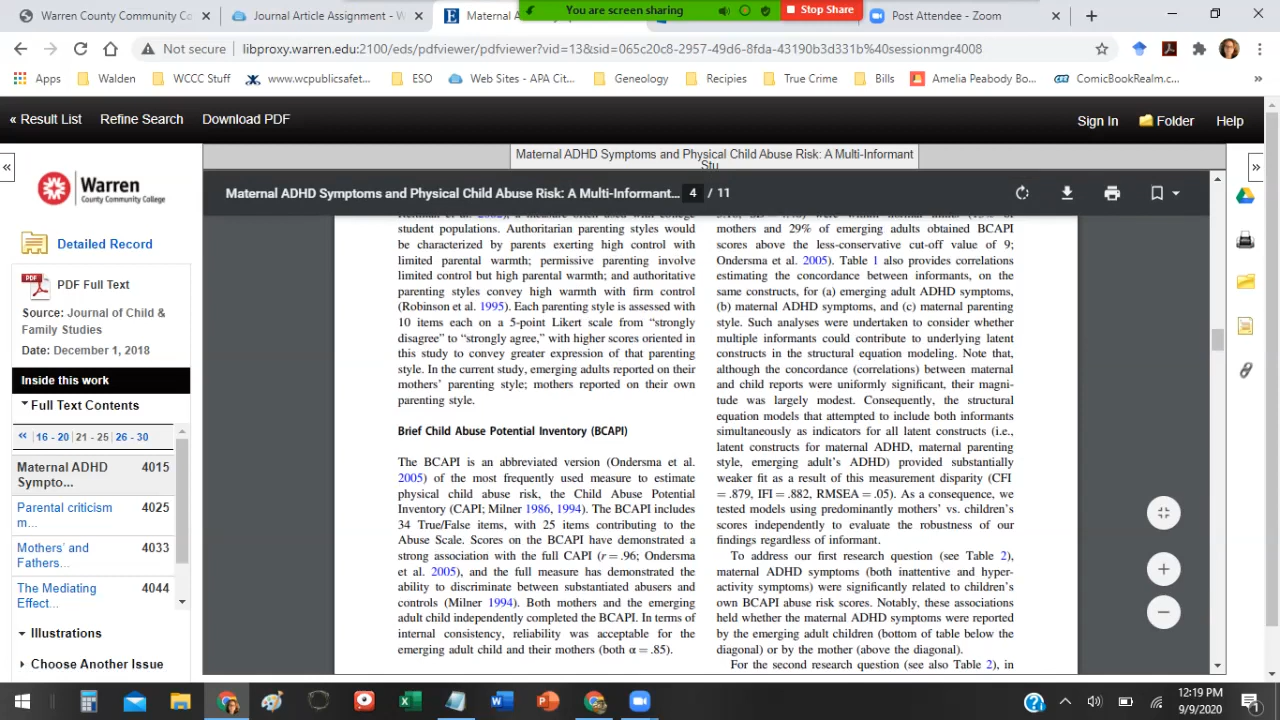 Warren County Community Co
Journal Article Assignment - W
Maternal A
You are screen sharing
Stop Share
Post Attendee - Zoom
Not secure
libproxy.warren.edu:2100/eds/pdfviewer/pdfviewer?vid=13&sid=065c20c8-2957-49d6-8fda-43190b3d331b%40sessionmgr4008
Apps
Walden
WCCC Stuff
www.wcpublicsafet...
ESO
Web Sites - APA Cit...
Geneology
Recipies
True Crime
Bills
Amelia Peabody Bo...
ComicBookRealm.c...
« Result List
Refine Search
Download PDF
Sign In
Folder
Help
Maternal ADHD Symptoms and Physical Child Abuse Risk: A Multi-Informant
Stu
Maternal ADHD Symptoms and Physical Child Abuse Risk: A Multi-Informant...
4 / 11
Warren
County Community College
Detailed Record
PDF Full Text
Source: Journal of Child &
Family Studies
Date: December 1, 2018
Inside this work
Full Text Contents
16 - 20 | 21 - 25 | 26 - 30
Maternal ADHD
Sympto...
4015
Parental criticism
m...
4025
Mothers' and
Fathers...
4033
The Mediating
Effect...
4044
Illustrations
Choose Another Issue
student populations. Authoritarian parenting styles would
be characterized by parents exerting high control with
limited parental warmth; permissive parenting involve
limited control but high parental warmth; and authoritative
parenting styles convey high warmth with firm control
(Robinson et al. 1995). Each parenting style is assessed with
10 items each on a 5-point Likert scale from “strongly
disagree” to “strongly agree,” with higher scores oriented in
this study to convey greater expression of that parenting
style. In the current study, emerging adults reported on their
mothers’ parenting style; mothers reported on their own
parenting style.
Brief Child Abuse Potential Inventory (BCAPI)
The BCAPI is an abbreviated version (Ondersma et al.
2005) of the most frequently used measure to estimate
physical child abuse risk, the Child Abuse Potential
Inventory (CAPI; Milner 1986, 1994). The BCAPI includes
34 True/False items, with 25 items contributing to the
Abuse Scale. Scores on the BCAPI have demonstrated a
strong association with the full CAPI (r = .96; Ondersma
et al. 2005), and the full measure has demonstrated the
ability to discriminate between substantiated abusers and
controls (Milner 1994). Both mothers and the emerging
adult child independently completed the BCAPI. In terms of
internal consistency, reliability was acceptable for the
emerging adult child and their mothers (both α = .85).
mothers and 29% of emerging adults obtained BCAPI
scores above the less-conservative cut-off value of 9;
Ondersma et al. 2005). Table 1 also provides correlations
estimating the concordance between informants, on the
same constructs, for (a) emerging adult ADHD symptoms,
(b) maternal ADHD symptoms, and (c) maternal parenting
style. Such analyses were undertaken to consider whether
multiple informants could contribute to underlying latent
constructs in the structural equation modeling. Note that,
although the concordance (correlations) between maternal
and child reports were uniformly significant, their magni-
tude was largely modest. Consequently, the structural
equation models that attempted to include both informants
simultaneously as indicators for all latent constructs (i.e.,
latent constructs for maternal ADHD, maternal parenting
style, emerging adult’s ADHD) provided substantially
weaker fit as a result of this measurement disparity (CFI
= .879, IFI = .882, RMSEA = .05). As a consequence, we
tested models using predominantly mothers’ vs. children’s
scores independently to evaluate the robustness of our
findings regardless of informant.
To address our first research question (see Table 2),
maternal ADHD symptoms (both inattentive and hyper-
activity symptoms) were significantly related to children’s
own BCAPI abuse risk scores. Notably, these associations
held whether the maternal ADHD symptoms were reported
by the emerging adult children (bottom of table below the
diagonal) or by the mother (above the diagonal).
For the second research question (see also Table 2), in
12:19 PM
9/9/2020